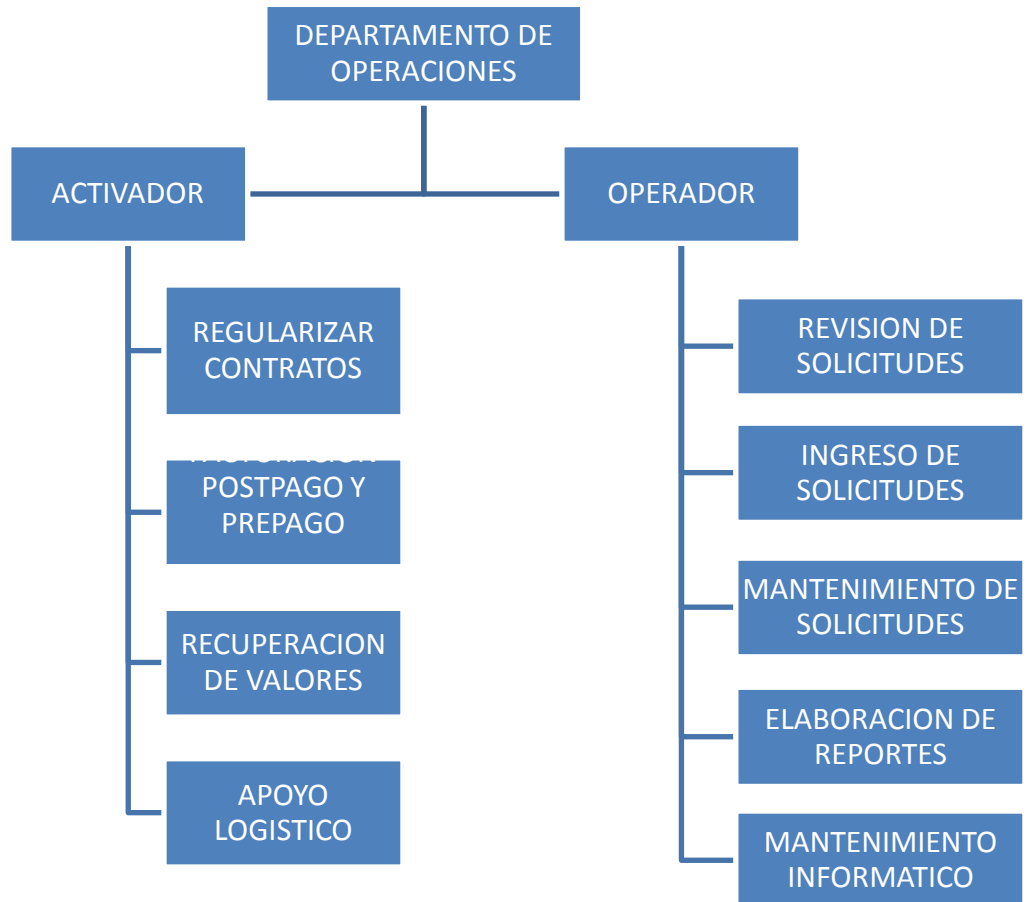 DEPARTAMENTO DE
OPERACIONES
ACTIVADOR
REGULARIZAR
CONTRATOS
FACTURACION
POSTPAGO Y
PREPAGO
RECUPERACION
DE VALORES
APOYO
LOGISTICO
OPERADOR
REVISION DE
SOLICITUDES
INGRESO DE
SOLICITUDES
MANTENIMIENTO DE
SOLICITUDES
ELABORACION DE
REPORTES
MANTENIMIENTO
INFORMATICO